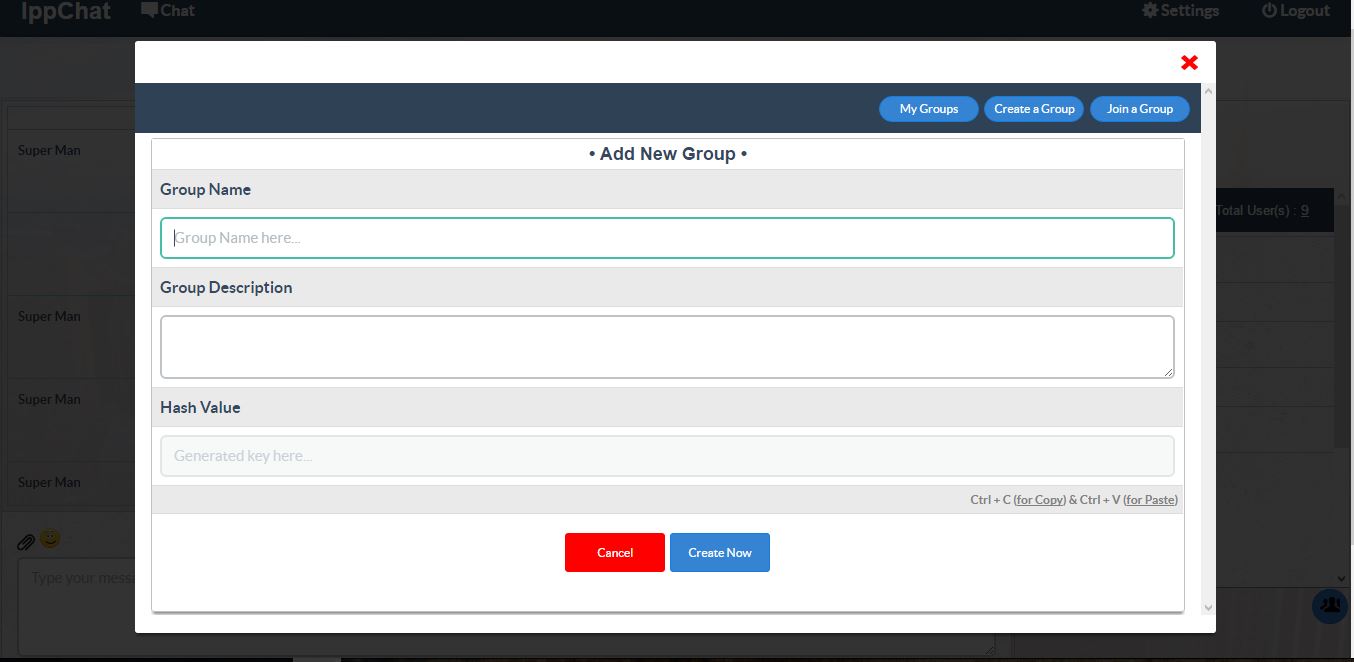 IppChat
Chat
Settings
Logout
My Groups
Create a Group
Join a Group
• Add New Group •
Group Name
Group Name here...
Group Description
Hash Value
Generated key here...
Ctrl + C (for Copy) & Ctrl + V (for Paste)
Cancel
Create Now
Super Man
Super Man
Super Man
Super Man
Total User(s) : 9
Type your messa